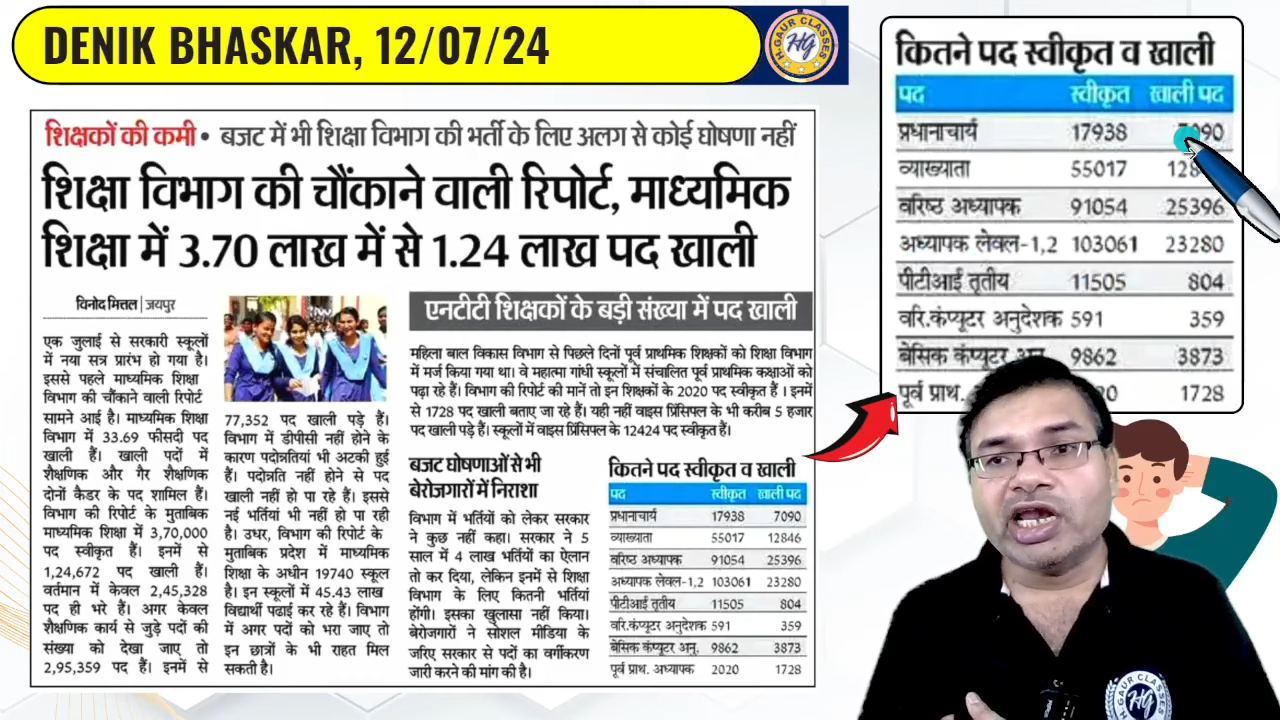 DENIK BHASKAR, 12/07/24
H.GAUR CLASSES
HG
शिक्षकों की कमी • बजट में भी शिक्षा विभाग की भर्ती के लिए अलग से कोई घोषणा नहीं
शिक्षा विभाग की चौंकाने वाली रिपोर्ट, माध्यमिक
शिक्षा में 3.70 लाख में से 1.24 लाख पद खाली
विनोद मित्तल | जयपुर
एक जुलाई से सरकारी स्कूलों
में नया सत्र प्रारंभ हो गया है।
इससे पहले माध्यमिक शिक्षा
विभाग की चौंकाने वाली रिपोर्ट
सामने आई है। माध्यमिक शिक्षा
विभाग में 33.69 फीसदी पद
खाली हैं। खाली पदों में
शैक्षणिक और गैर शैक्षणिक
दोनों कैडर के पद शामिल हैं।
विभाग की रिपोर्ट के मुताबिक
माध्यमिक शिक्षा में 3,70,000
पद स्वीकृत हैं। इनमें से
1,24,672 पद खाली हैं।
वर्तमान में केवल 2,45,328
पद ही भरे हैं। अगर केवल
शैक्षणिक कार्य से जुड़े पदों की
संख्या को देखा जाए तो
2,95,359 पद हैं। इनमें से
77,352 पद खाली पड़े हैं।
विभाग में डीपीसी नहीं होने के
कारण पदोन्नतियां भी अटकी हुई
हैं। पदोन्नति नहीं होने से पद
खाली नहीं हो पा रहे हैं। इससे
नई भर्तियां भी नहीं हो पा रही
है। उधर, विभाग की रिपोर्ट के
मुताबिक प्रदेश में माध्यमिक
शिक्षा के अधीन 19740 स्कूल
है। इन स्कूलों में 45.43 लाख
विद्यार्थी पढाई कर रहे हैं। विभाग
में अगर पदों को भरा जाए तो
इन छात्रों के भी राहत मिल
सकती है।
एनटीटी शिक्षकों के बड़ी संख्या में पद खाली
महिला बाल विकास विभाग से पिछले दिनों पूर्व प्राथमिक शिक्षकों को शिक्षा विभाग
में मर्ज किया गया था। वे महात्मा गांधी स्कूलों में संचालित पूर्व प्राथमिक कक्षाओं को
पढ़ा रहे हैं। विभाग की रिपोर्ट की मानें तो इन शिक्षकों के 2020 पद स्वीकृत हैं । इनमें
से 1728 पद खाली बताए जा रहे हैं। यही नहीं वाइस प्रिंसिपल के भी करीब 5 हजार
पद खाली पड़े हैं। स्कूलों में वाइस प्रिंसिपल के 12424 पद स्वीकृत हैं।
बजट घोषणाओं से भी
बेरोजगारों में निराशा
विभाग में भर्तियों को लेकर सरकार
ने कुछ नहीं कहा। सरकार ने 5
साल में 4 लाख भर्तियों का ऐलान
तो कर दिया, लेकिन इनमें से शिक्षा
विभाग के लिए कितनी भर्तियां
होंगी। इसका खुलासा नहीं किया।
बेरोजगारों ने सोशल मीडिया के
जरिए सरकार से पदों का वर्गीकरण
जारी करने की मांग की है।
कितने पद स्वीकृत व खाली
पद स्वीकृत खाली पद
प्रधानाचार्य 17938 7090
व्याख्याता 55017 12846
वरिष्ठ अध्यापक 91054 25396
अध्यापक लेवल-1,2 103061 23280
पीटीआई तृतीय 11505 804
वरि.कंप्यूटर अनुदेशक 591 359
बेसिक कंप्यूटर अनु. 9862 3873
पूर्व प्राथ. अध्यापक 2020 1728
कितने पद स्वीकृत व खाली
पद स्वीकृत खाली पद
प्रधानाचार्य 17938 7090
व्याख्याता 55017
वरिष्ठ अध्यापक 91054 25396
अध्यापक लेवल-1,2 103061 23280
पीटीआई तृतीय 11505 804
वरि.कंप्यूटर अनुदेशक 591 359
बेसिक कंप्यूटर 9862 3873
पूर्व प्राथ. 1728
H.GAUR CLASSES
HG